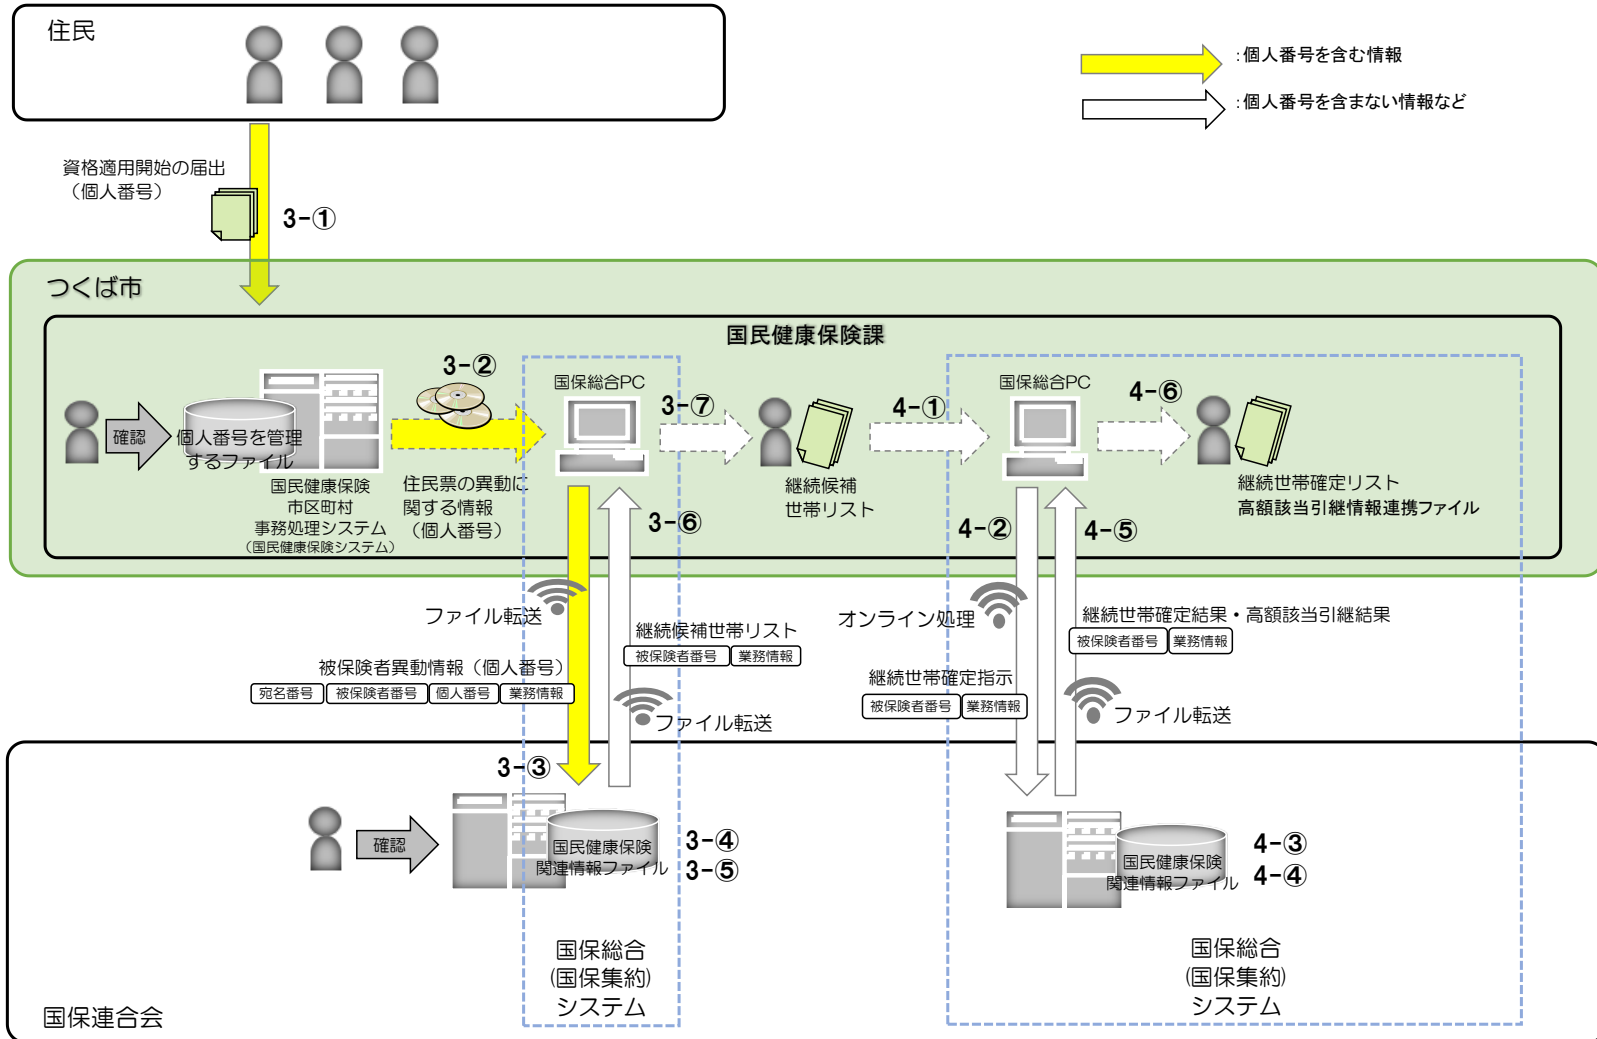 住民
:個人番号を含む情報
:個人番号を含まない情報など
資格適用開始の届出
（個人番号）
3-①
つくば市
国民健康保険課
3-②
国保総合PC
3-⑦
4-①
国保総合PC
4-⑥
確認
個人番号を管理
するファイル
国民健康保険
市区町村
事務処理システム
（国民健康保険システム）
住民票の異動に
関する情報
（個人番号）
3-⑥
継続候補
世帯リスト
4-②
4-⑤
継続世帯確定リスト
高額該当引継情報連携ファイル
ファイル転送
継続候補世帯リスト
被保険者番号 業務情報
被保険者異動情報（個人番号）
宛名番号 被保険者番号 個人番号 業務情報
ファイル転送
オンライン処理
継続世帯確定結果・高額該当引継結果
被保険者番号 業務情報
継続世帯確定指示
被保険者番号 業務情報
ファイル転送
3-③
確認
国民健康保険
関連情報ファイル
3-④
3-⑤
国民健康保険
関連情報ファイル
4-③
4-④
国保総合
(国保集約)
システム
国保総合
(国保集約)
システム
国保連合会